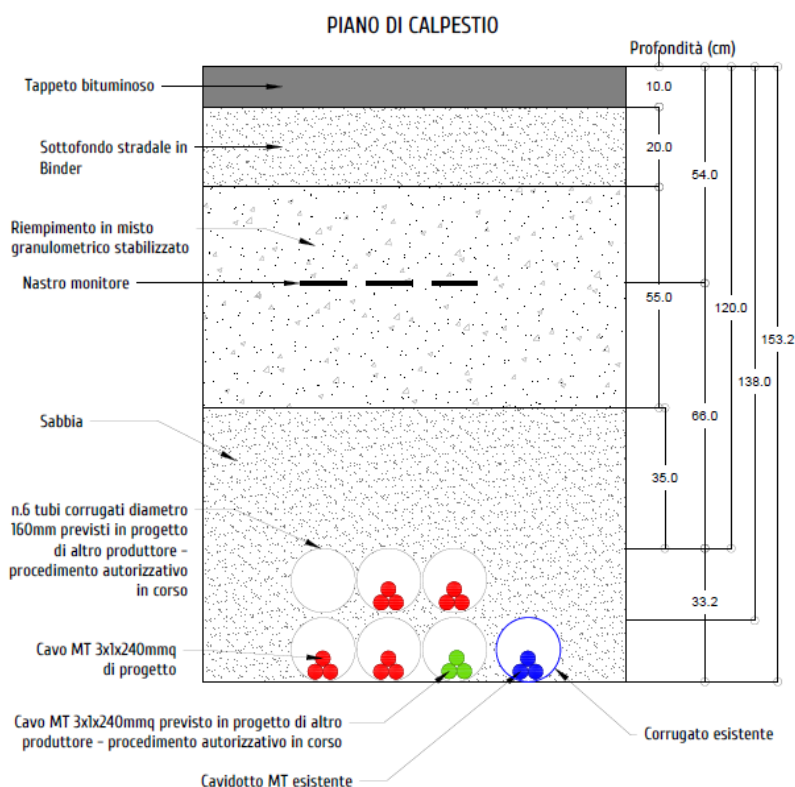 PIANO DI CALPESTIO
Profondità (cm)
Tappeto bituminoso
10.0
Sottofondo stradale in
Binder
20.0
54.0
Riempimento in misto
granulometrico stabilizzato
Nastro monitore
55.0
120.0
153.2
138.0
Sabbia
66.0
35.0
n.6 tubi corrugati diametro
160mm previsti in progetto
di altro produttore -
procedimento autorizzativo
in corso
33.2
Cavo MT 3x1x240mmq
di progetto
Cavo MT 3x1x240mmq previsto in progetto di altro
produttore - procedimento autorizzativo in corso
Corrugato esistente
Cavidotto MT esistente